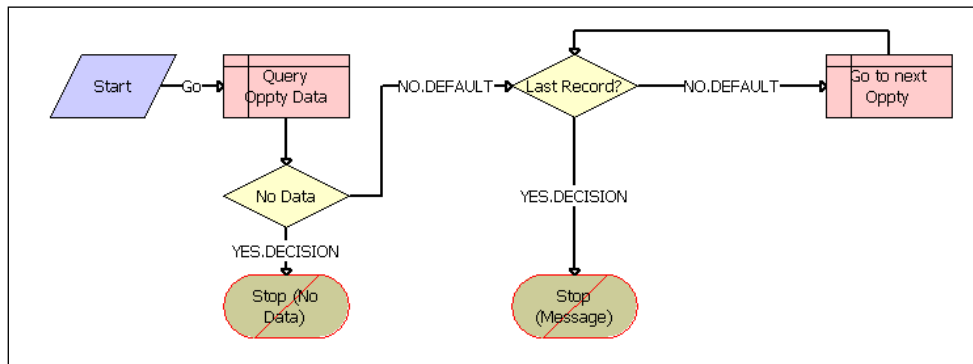 Start
Go
Query
Oppty Data
NO.DEFAULT
Last Record?
NO.DEFAULT
Go to next
Oppty
No Data
YES.DECISION
YES.DECISION
Stop (No
Data)
Stop
(Message)